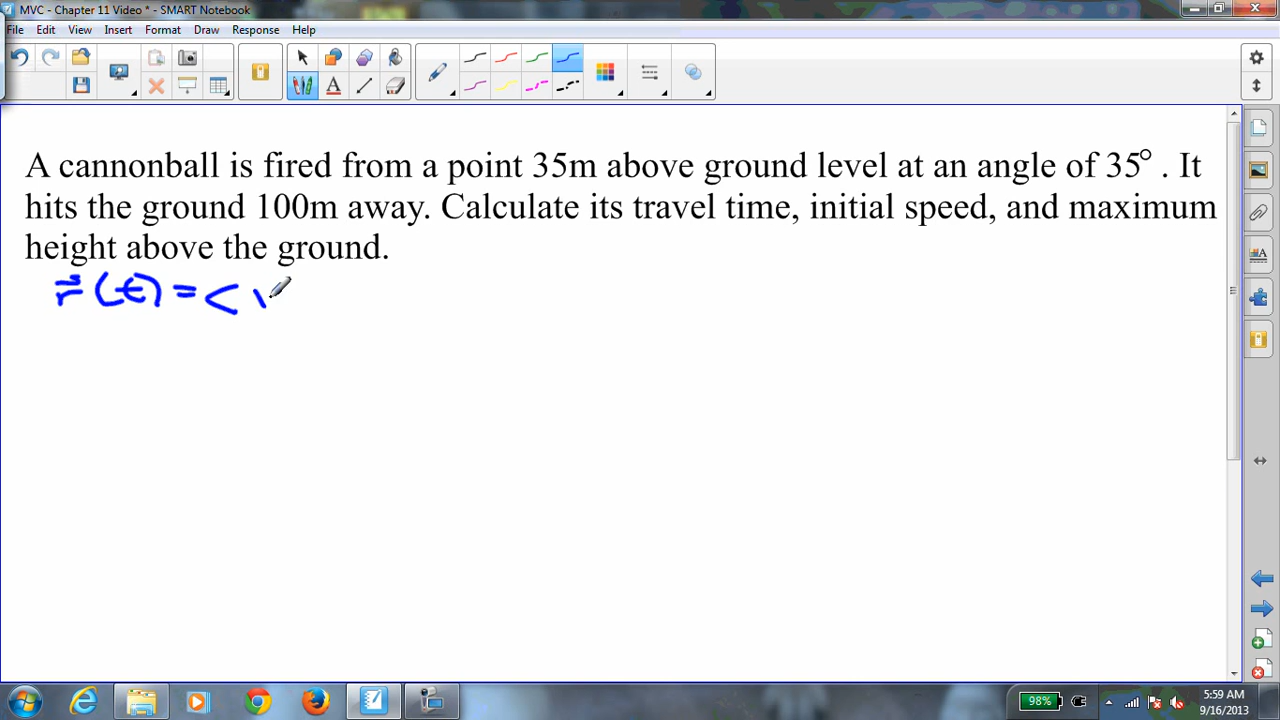 MVC - Chapter 11 Video * - SMART Notebook
File Edit View Insert Format Draw Response Help
A cannonball is fired from a point 35m above ground level at an angle of 35° . It
hits the ground 100m away. Calculate its travel time, initial speed, and maximum
height above the ground.
r⃗(t) = <
98%
5:59 AM
9/16/2013